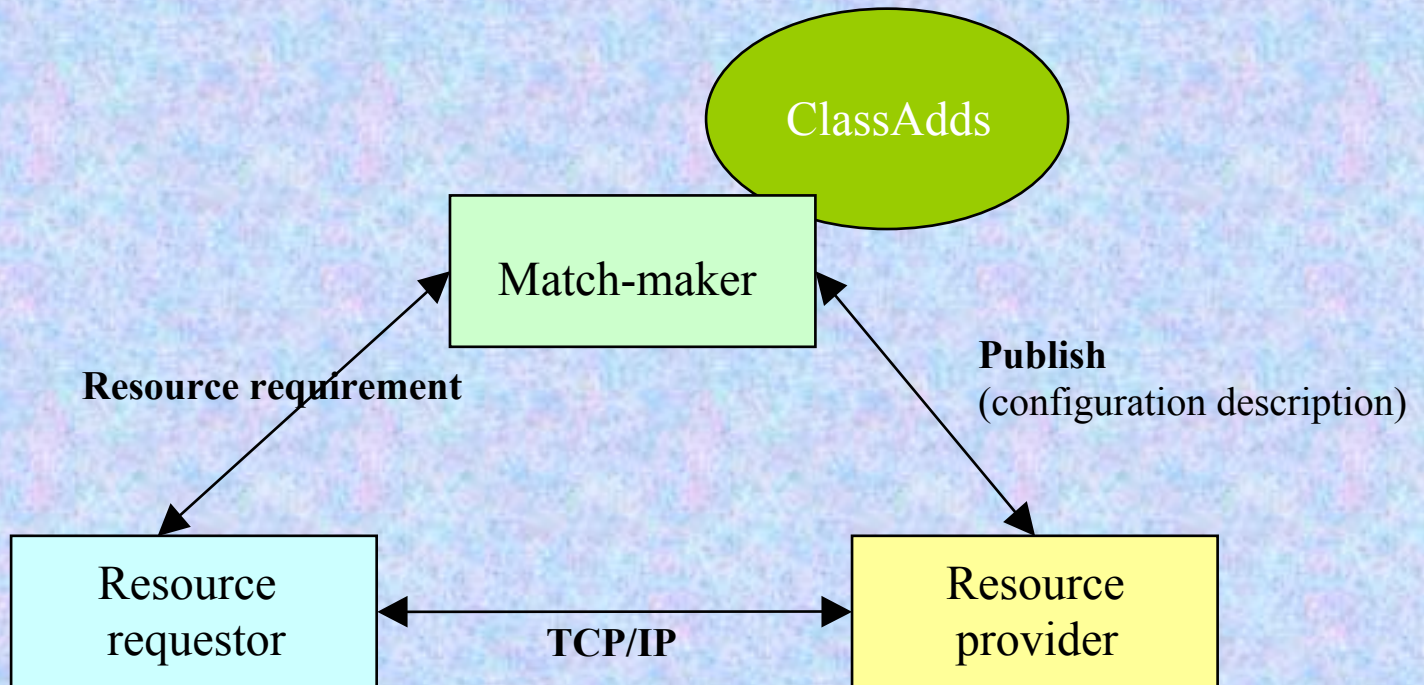 ClassAdds
Match-maker
Publish
(configuration description)
Resource requirement
Resource
requestor
TCP/IP
Resource
provider